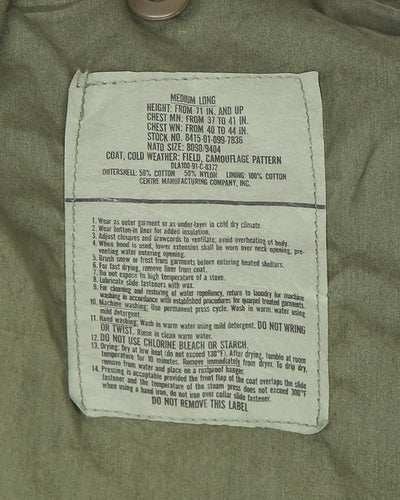 MEDIUM LONG
HEIGHT: FROM 71 IN. AND UP
CHEST MN: FROM 37 TO 41 IN.
CHEST WN: FROM 40 TO 44 IN.
STOCK NO. 8415-01-099-7836
NATO SIZE: 8090/9404
COAT, COLD WEATHER: FIELD, CAMOUFLAGE PATTERN
DLA100-91-C-0372
OUTERSHELL: 50% COTTON 50% NYLON LINING: 100% COTTON
CENTRE MANUFACTURING COMPANY, INC.
1. Wear as outer garment or as under-layer in cold dry climate.
2. Wear button-in liner for added insulation.
3. Adjust closures and drawcords to ventilate; avoid overheating of body.
4. When hood is used, lower extension shall be worn over neck opening, pre-
venting water entering opening.
5. Brush snow or frost from garments before entering heated shelters.
6. For fast drying, remove liner from coat.
7. Do not expose to high temperature of a stove.
8. Lubricate slide fasteners with wax.
9. For cleaning and restoring of water repellency, return to laundry for machine
washing in accordance with established procedures for quarpel treated garments.
10. Machine washing: Use permanent press cycle. Wash in warm water using
mild detergent.
11. Hand washing: Wash in warm water using mild detergent. DO NOT WRING
OR TWIST. Rinse in clean warm water.
12. DO NOT USE CHLORINE BLEACH OR STARCH.
13. Drying: Dry at low heat (do not exceed 130°F). After drying, tumble at room
temperature for 10 minutes. Remove immediately from dryer. To drip dry,
remove from water and place on a rustproof hanger.
14. Pressing is acceptable provided the front flap of the coat overlaps the slide
fastener and the temperature of the steam press does not exceed 300°F
when using a hand iron, do not use over collar slide fastener.
DO NOT REMOVE THIS LABEL